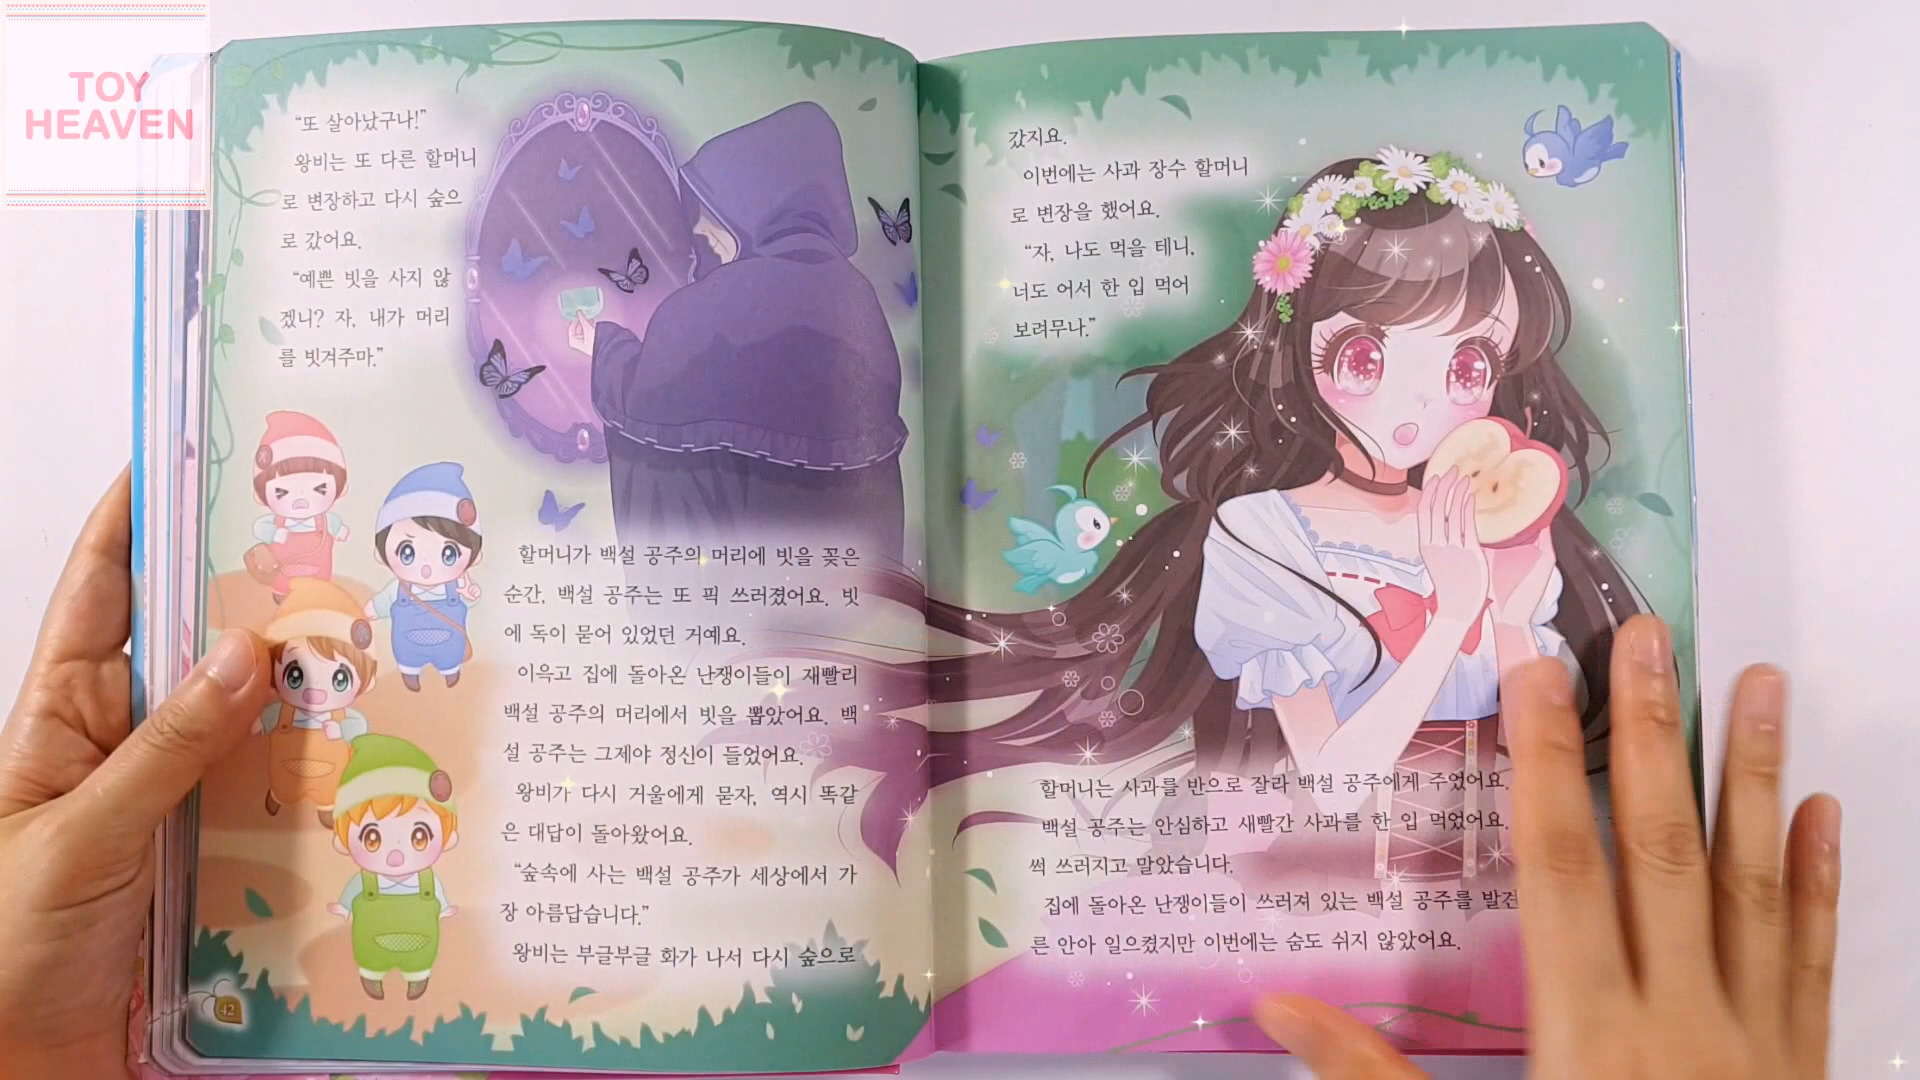 TOY
HEAVEN
“또 살아났구나!”
왕비는 또 다른 할머니
로 변장하고 다시 숲으
로 갔어요.
“예쁜 빗을 사지 않
겠니? 자, 내가 머리
를 빗겨주마.”
할머니가 백설 공주의 머리에 빗을 꽂은
순간, 백설 공주는 또 픽 쓰러졌어요. 빗
에 독이 묻어 있었던 거예요.
이윽고 집에 돌아온 난쟁이들이 재빨리
백설 공주의 머리에서 빗을 뽑았어요. 백
설 공주는 그제야 정신이 들었어요.
왕비가 다시 거울에게 묻자, 역시 똑같
은 대답이 돌아왔어요.
“숲속에 사는 백설 공주가 세상에서 가
장 아름답습니다.”
왕비는 부글부글 화가 나서 다시 숲으로
42
갔지요.
이번에는 사과 장수 할머니
로 변장을 했어요.
“자, 나도 먹을 테니,
너도 어서 한 입 먹어
보려무나.”
할머니는 사과를 반으로 잘라 백설 공주에게 주었어요.
백설 공주는 안심하고 새빨간 사과를 한 입 먹었어요.
썩 쓰러지고 말았습니다.
집에 돌아온 난쟁이들이 쓰러져 있는 백설 공주를 발견
른 안아 일으켰지만 이번에는 숨도 쉬지 않았어요.